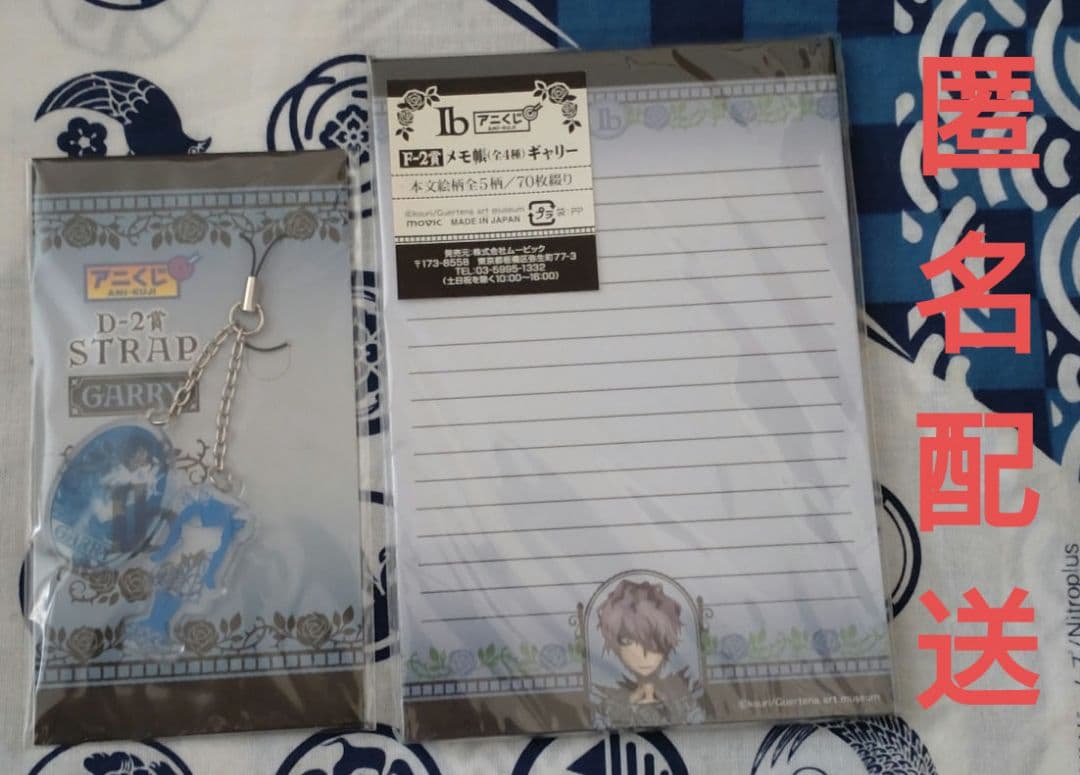 アニくじ
ANI-KUJI
D-2賞
STRAP
GARRY
Ib
GARRY
Ib アニくじ
ANI-KUJI
F-2賞 メモ帳(全4種)ギャリー
本文絵柄全5柄/70枚綴り
©kouri/Guertena art museum
movic MADE IN JAPAN プラ 袋:PP
発売元:株式会社ムービック
〒173-8558 東京都板橋区弥生町77-3
TEL:03-5995-1332
(土日祝を除く10:00〜16:00)
Ib
©kouri/Guertena art museum
匿名配送
/Nitroplus